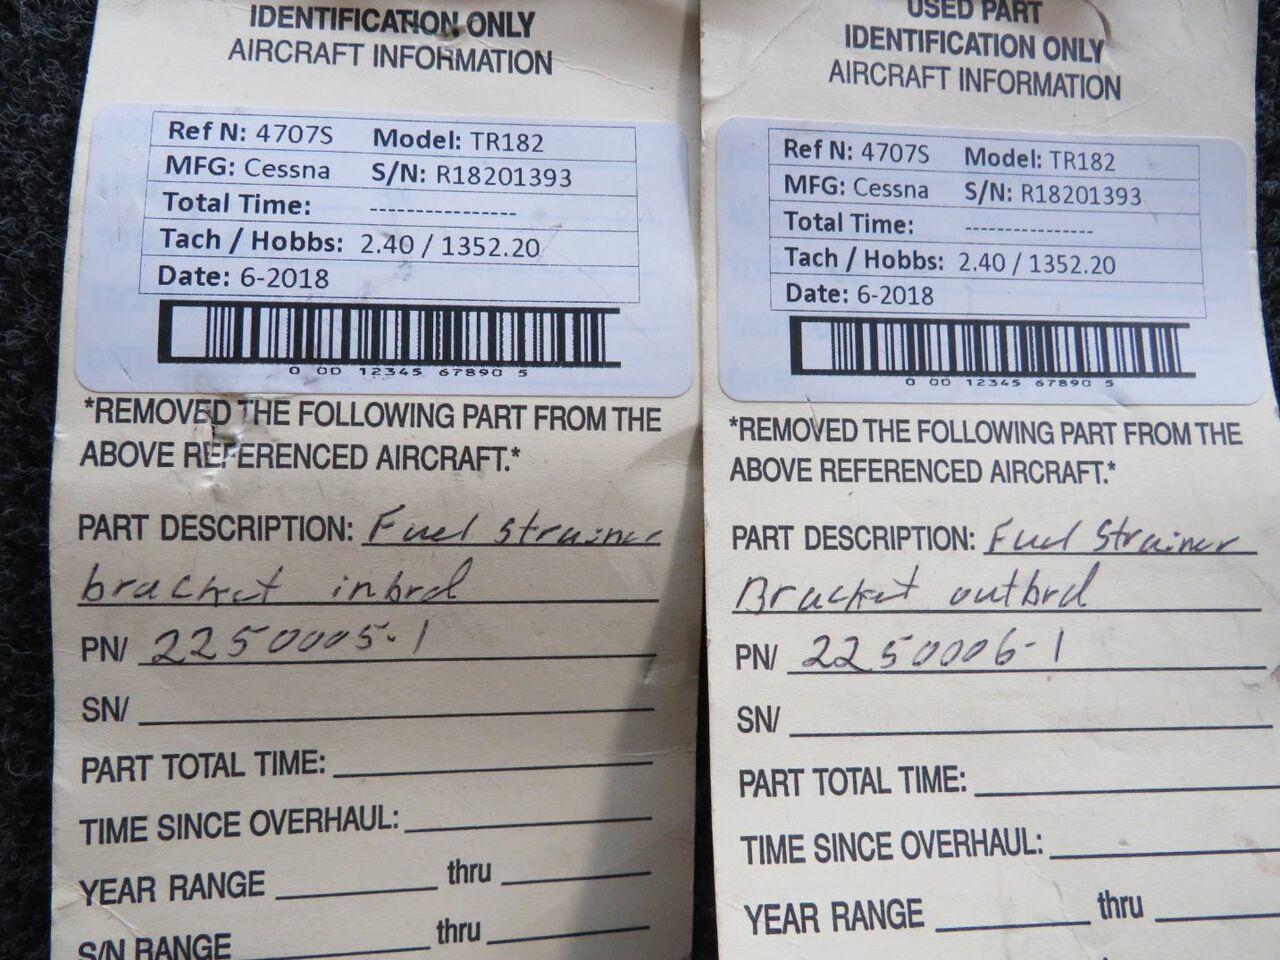 IDENTIFICATION ONLY
AIRCRAFT INFORMATION
Ref N: 4707S Model: TR182
MFG: Cessna S/N: R18201393
Total Time: ----------------
Tach / Hobbs: 2.40 / 1352.20
Date: 6-2018
0 00 12345 67890 5
*REMOVED THE FOLLOWING PART FROM THE
ABOVE REFERENCED AIRCRAFT.*
PART DESCRIPTION: Fuel strainer
bracket inbrd
PN/ 2250005-1
SN/
PART TOTAL TIME:
TIME SINCE OVERHAUL:
YEAR RANGE thru
S/N RANGE thru
USED PART
IDENTIFICATION ONLY
AIRCRAFT INFORMATION
Ref N: 4707S Model: TR182
MFG: Cessna S/N: R18201393
Total Time: ----------------
Tach / Hobbs: 2.40 / 1352.20
Date: 6-2018
0 00 12345 67890 5
*REMOVED THE FOLLOWING PART FROM THE
ABOVE REFERENCED AIRCRAFT.*
PART DESCRIPTION: Fuel Strainer
Bracket outbrd
PN/ 2250006-1
SN/
PART TOTAL TIME:
TIME SINCE OVERHAUL:
YEAR RANGE thru